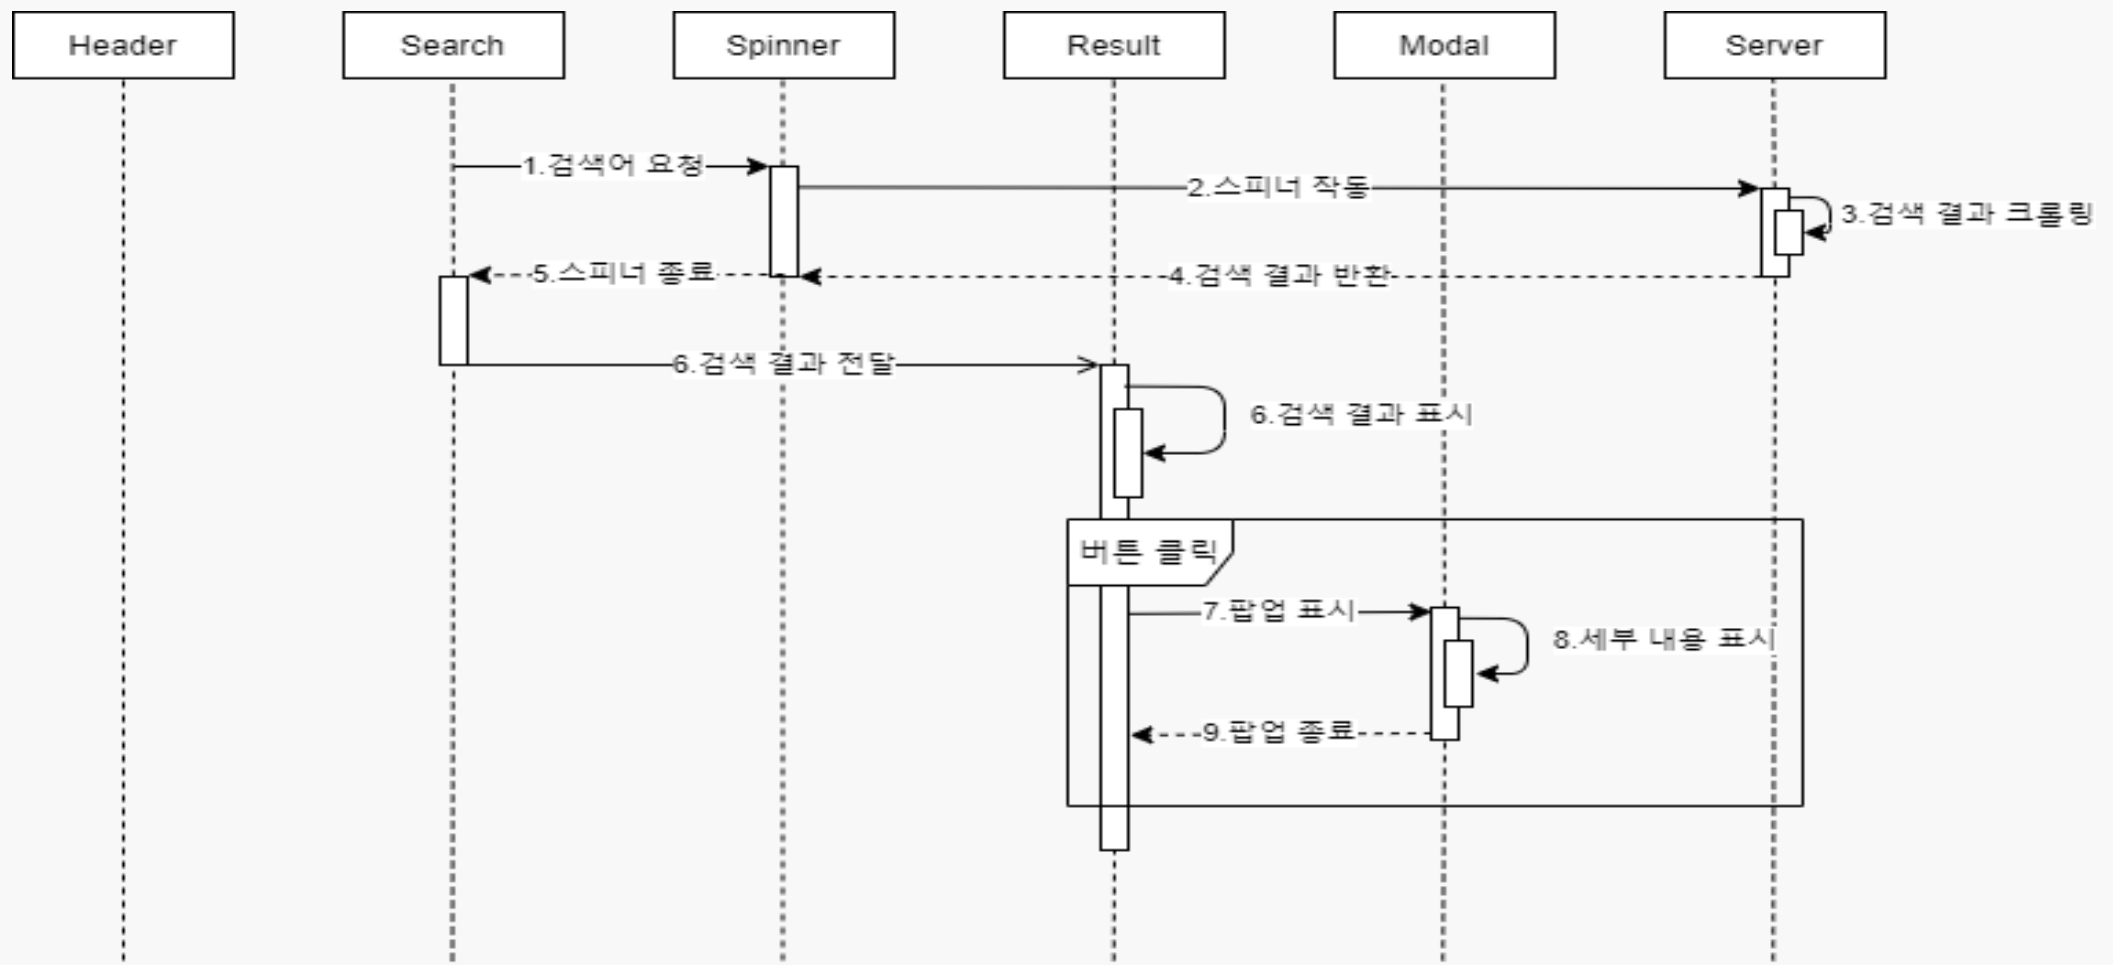 Header
Search
Spinner
Result
Modal
Server
1.검색어 요청
2.스피너 작동
3.검색 결과 크롤링
5.스피너 종료
4.검색 결과 반환
6.검색 결과 전달
6.검색 결과 표시
버튼 클릭
7.팝업 표시
8.세부 내용 표시
9.팝업 종료